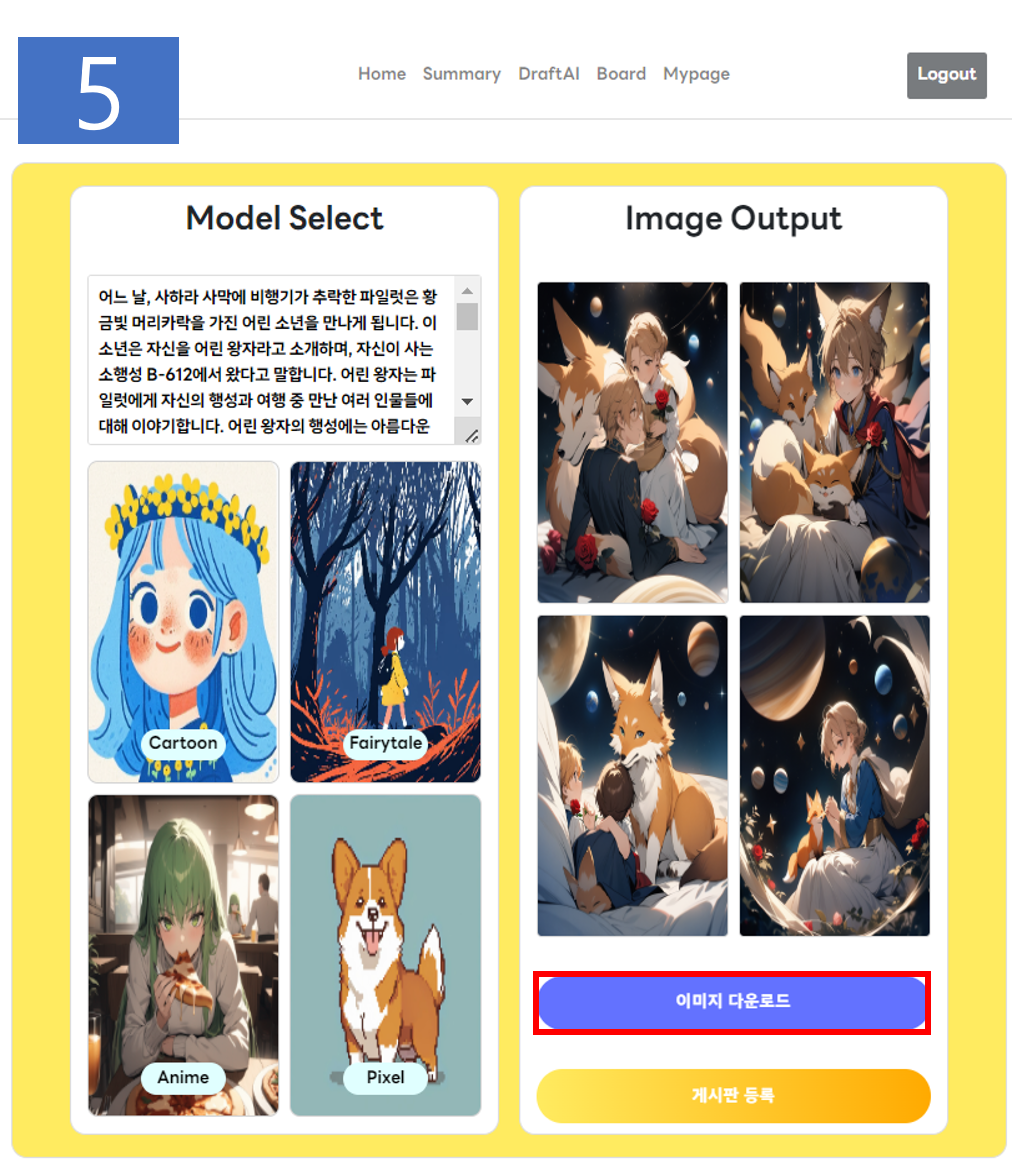 5
Home Summary DraftAI Board Mypage
Logout
Model Select
어느 날, 사하라 사막에 비행기가 추락한 파일럿은 황
금빛 머리카락을 가진 어린 소년을 만나게 됩니다. 이
소년은 자신을 어린 왕자라고 소개하며, 자신이 사는
소행성 B-612에서 왔다고 말합니다. 어린 왕자는 파
일럿에게 자신의 행성과 여행 중 만난 여러 인물들에
대해 이야기합니다. 어린 왕자의 행성에는 아름다운
Cartoon
Fairytale
Anime
Pixel
Image Output
이미지 다운로드
게시판 등록